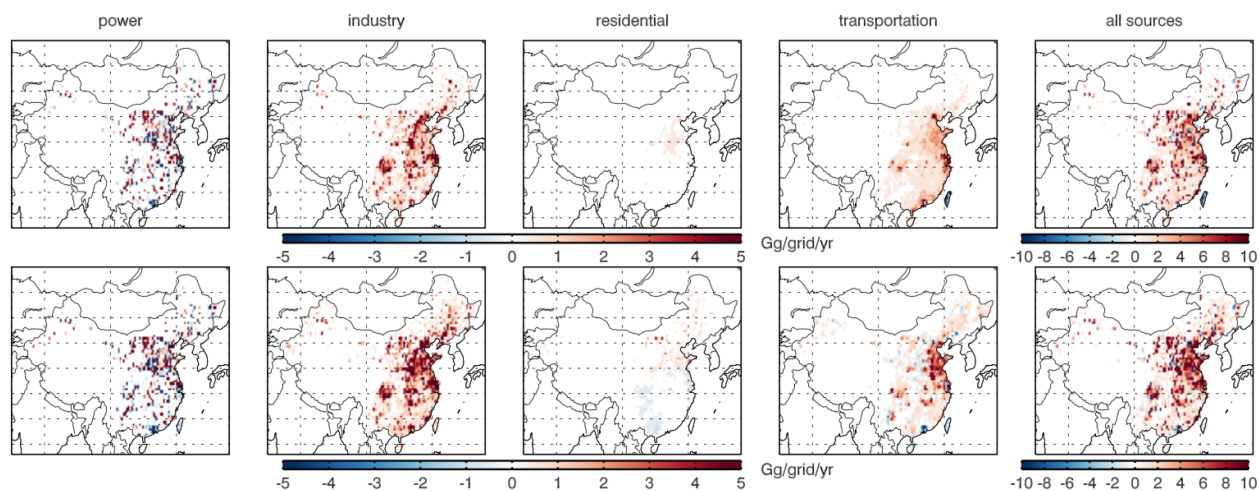 power industry residential transportation all sources
Gg/grid/yr
-5 -4 -3 -2 -1 0 1 2 3 4 5 -10 -8 -6 -4 -2 0 2 4 6 8 10
Gg/grid/yr
-5 -4 -3 -2 -1 0 1 2 3 4 5 -10 -8 -6 -4 -2 0 2 4 6 8 10